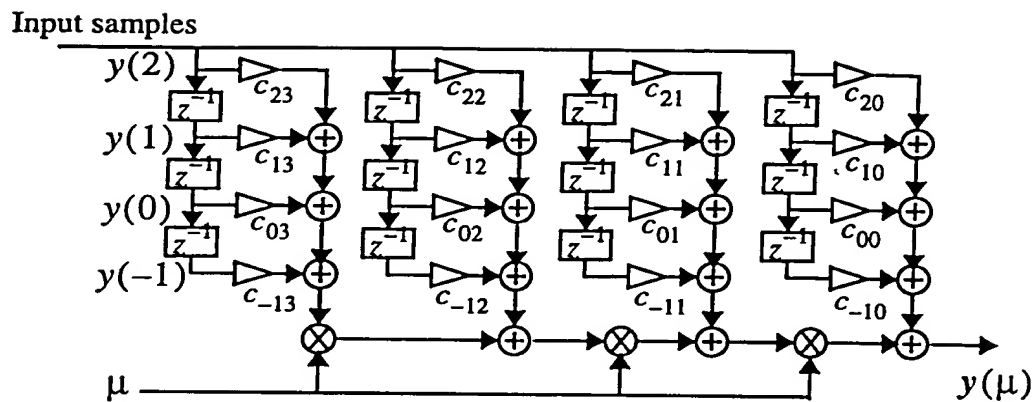 Input samples
y(2) c₂₃ c₂₂ c₂₁ c₂₀
z⁻¹ z⁻¹ z⁻¹ z⁻¹
y(1) c₁₃ c₁₂ c₁₁ c₁₀
z⁻¹ z⁻¹ z⁻¹ z⁻¹
y(0) c₀₃ c₀₂ c₀₁ c₀₀
z⁻¹ z⁻¹ z⁻¹ z⁻¹
y(−1) c₋₁₃ c₋₁₂ c₋₁₁ c₋₁₀
μ y(μ)